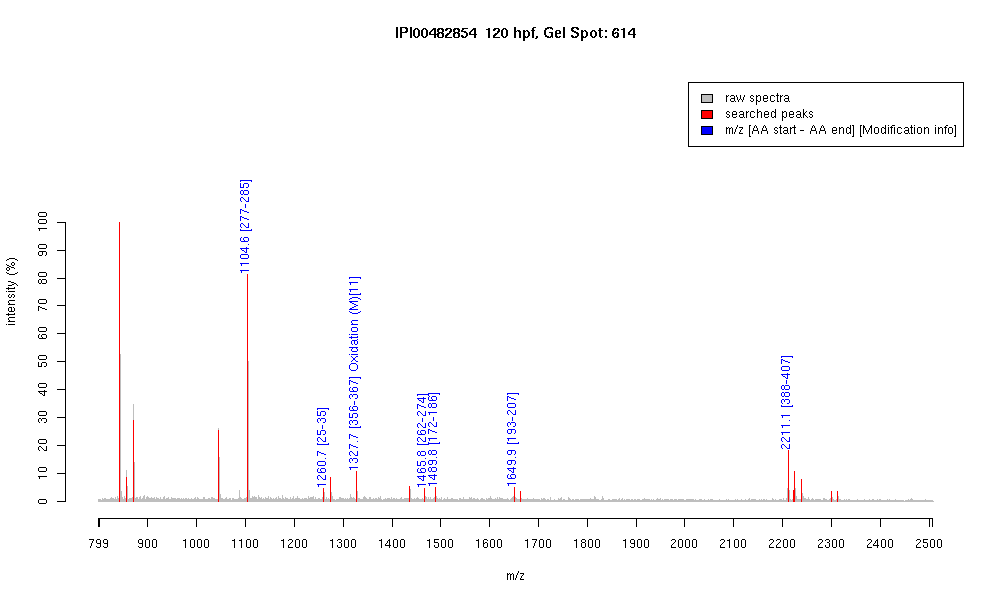 IPI00482854 120 hpf, Gel Spot: 614
raw spectra
searched peaks
m/z [AA start - AA end] [Modification info]
intensity (%)
100
90
80
70
60
50
40
30
20
10
0
1104.6 [277-285]
1260.7 [25-35]
1327.7 [356-367] Oxidation (M)[11]
1465.8 [262-274]
1489.8 [172-186]
1649.9 [193-207]
2211.1 [388-407]
799 900 1000 1100 1200 1300 1400 1500 1600 1700 1800 1900 2000 2100 2200 2300 2400 2500
m/z